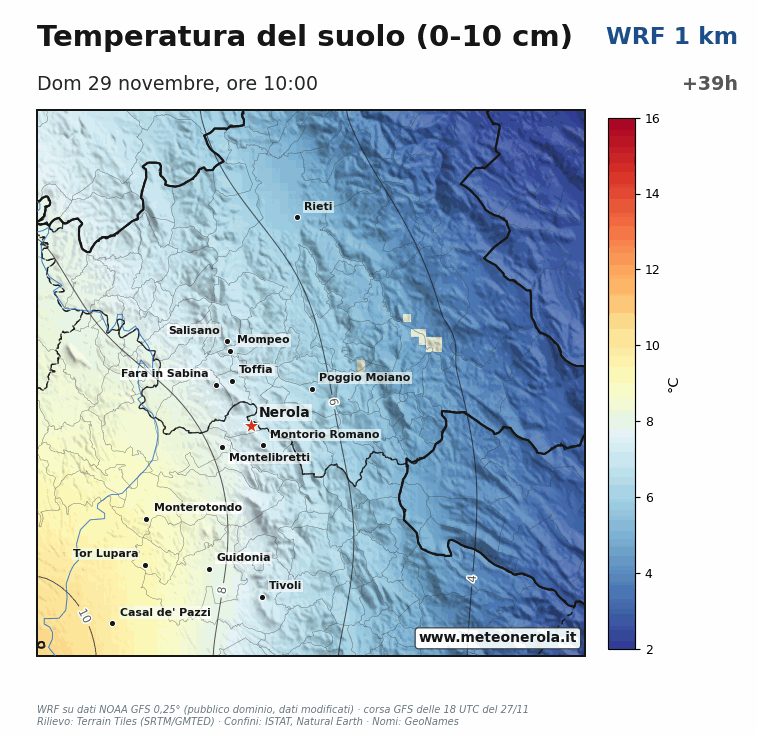 Temperatura del suolo (0-10 cm)
WRF 1 km
Dom 29 novembre, ore 10:00
+39h
Rieti
Salisano
Mompeo
Toffia
Fara in Sabina
Poggio Moiano
6
Nerola
Montorio Romano
Montelibretti
Monterotondo
Tor Lupara
Guidonia
Tivoli
8
4
10
Casal de' Pazzi
www.meteonerola.it
16
14
12
10
8
6
4
2
°C
WRF su dati NOAA GFS 0,25° (pubblico dominio, dati modificati) · corsa GFS delle 18 UTC del 27/11
Rilievo: Terrain Tiles (SRTM/GMTED) · Confini: ISTAT, Natural Earth · Nomi: GeoNames